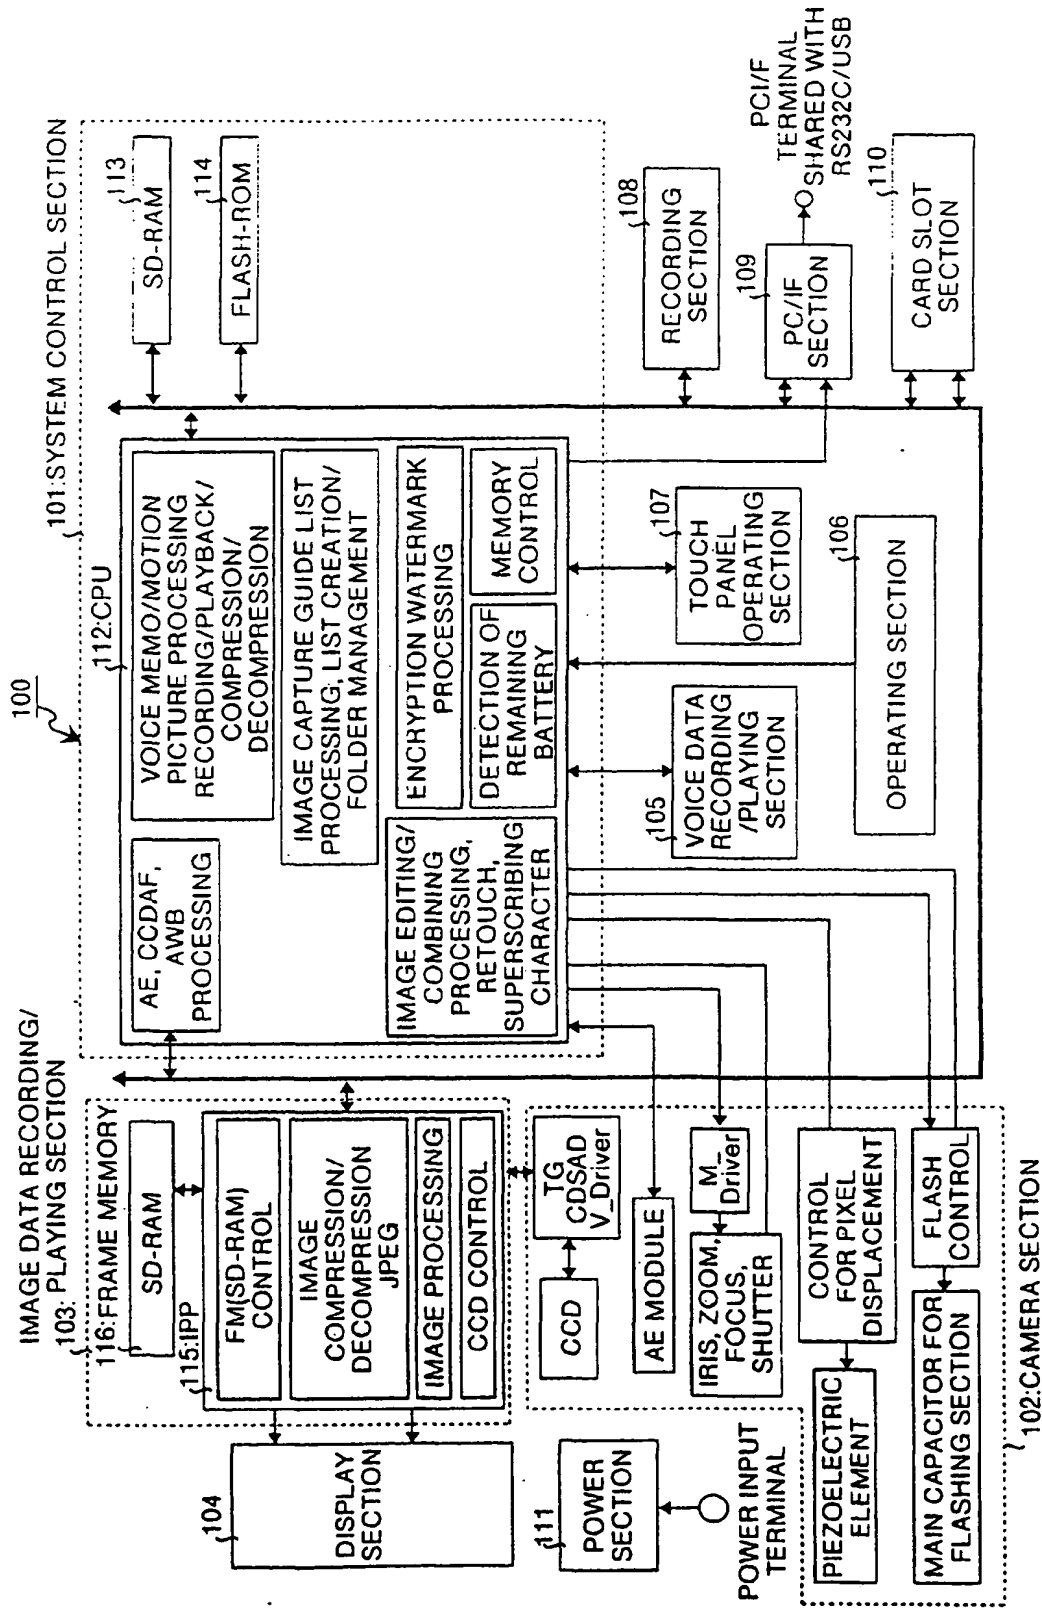 100
101:SYSTEM CONTROL SECTION
112:CPU
AE, CCDAF,
AWB
PROCESSING
VOICE MEMO/MOTION
PICTURE PROCESSING
RECORDING/PLAYBACK/
COMPRESSION/
DECOMPRESSION
IMAGE CAPTURE GUIDE LIST
PROCESSING, LIST CREATION/
FOLDER MANAGEMENT
IMAGE EDITING/
COMBINING
PROCESSING,
RETOUCH,
SUPERSCRIBING
CHARACTER
ENCRYPTION WATERMARK
PROCESSING
DETECTION OF
REMAINING
BATTERY
MEMORY
CONTROL
113
SD-RAM
114
FLASH-ROM
IMAGE DATA RECORDING/
103: PLAYING SECTION
116:FRAME MEMORY
SD-RAM
115:IPP
FM(SD-RAM)
CONTROL
IMAGE
COMPRESSION/
DECOMPRESSION
JPEG
IMAGE PROCESSING
CCD CONTROL
104
DISPLAY
SECTION
111
POWER
SECTION
POWER INPUT
TERMINAL
TG
CDSAD
V_Driver
CCD
AE MODULE
M_
Driver
IRIS, ZOOM,
FOCUS,
SHUTTER
CONTROL
FOR PIXEL
DISPLACEMENT
PIEZOELECTRIC
ELEMENT
FLASH
CONTROL
MAIN CAPACITOR FOR
FLASHING SECTION
102:CAMERA SECTION
105
VOICE DATA
RECORDING
/PLAYING
SECTION
107
TOUCH
PANEL
OPERATING
SECTION
106
OPERATING SECTION
108
RECORDING
SECTION
109
PC/IF
SECTION
PCI/F
TERMINAL
SHARED WITH
RS232C/USB
110
CARD SLOT
SECTION